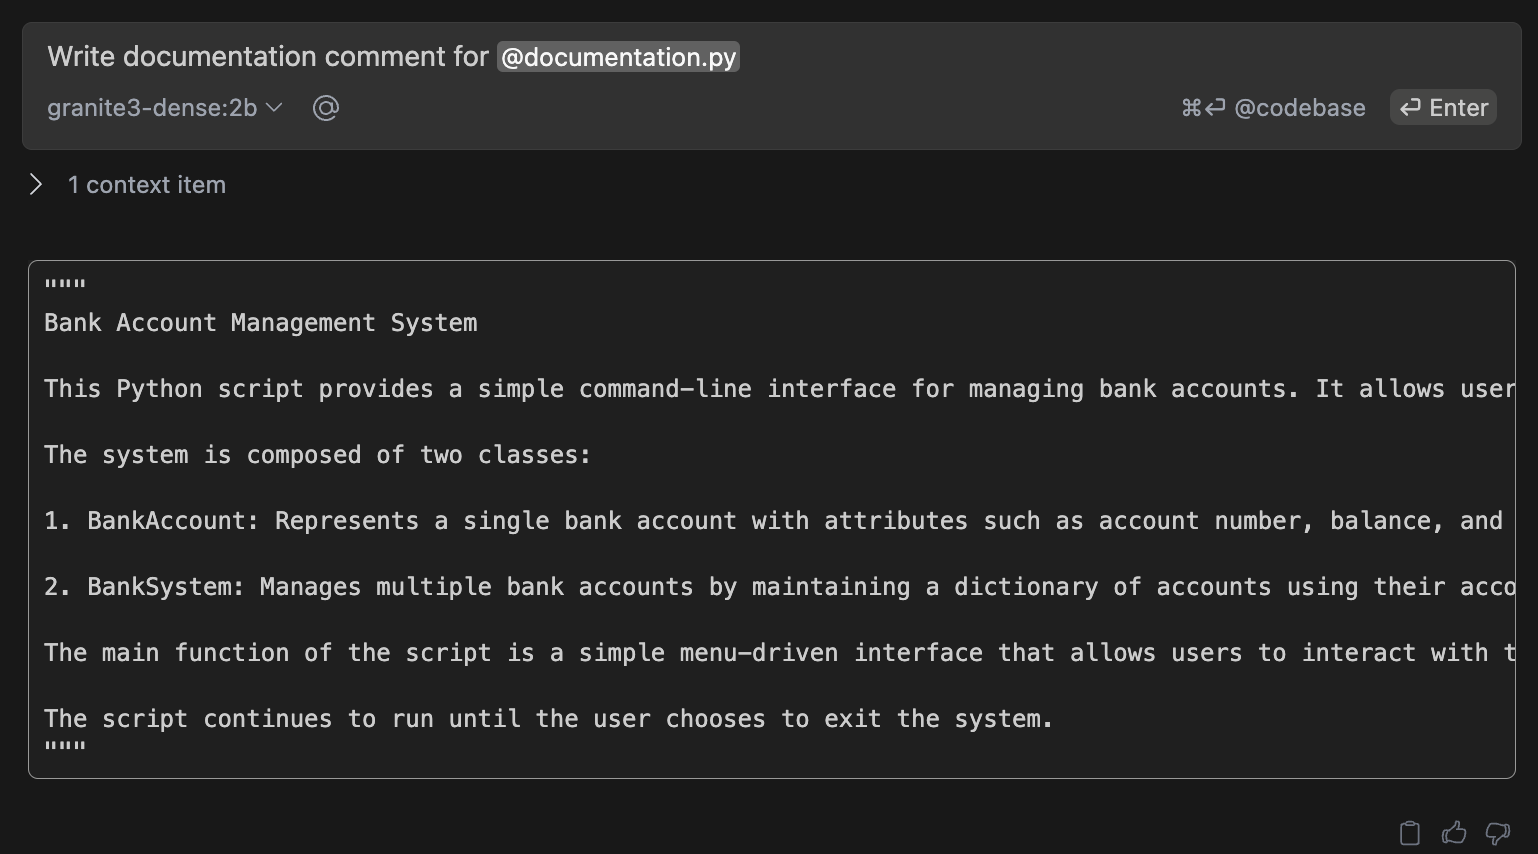 Write documentation comment for @documentation.py
granite3-dense:2b
⌘⏎ @codebase ⏎ Enter
1 context item
"""
Bank Account Management System
This Python script provides a simple command-line interface for managing bank accounts. It allows user
The system is composed of two classes:
1. BankAccount: Represents a single bank account with attributes such as account number, balance, and
2. BankSystem: Manages multiple bank accounts by maintaining a dictionary of accounts using their acco
The main function of the script is a simple menu-driven interface that allows users to interact with t
The script continues to run until the user chooses to exit the system.
"""